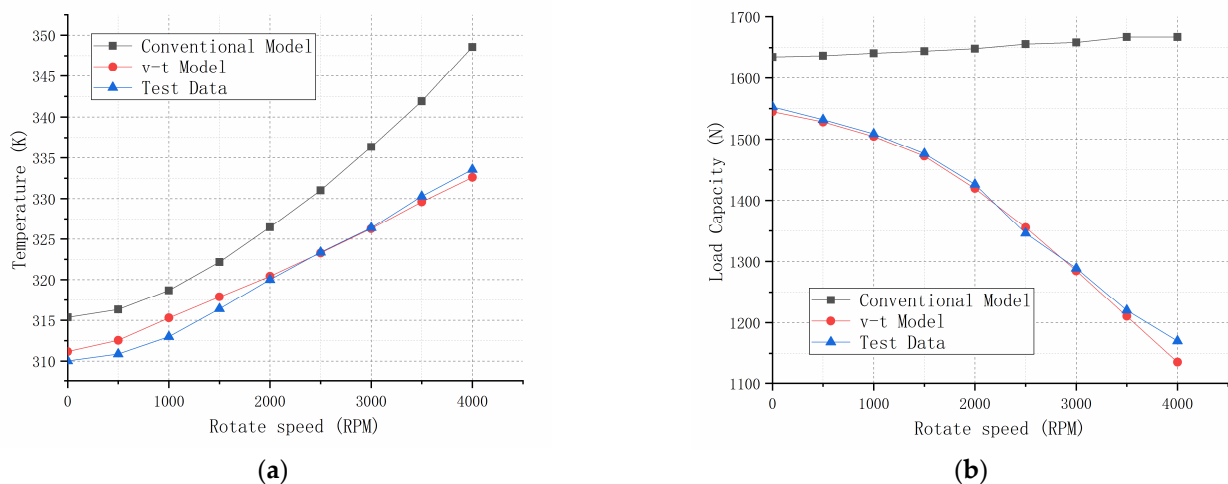 350
345
340
335
330
325
320
315
310
Temperature (K)
Conventional Model
v-t Model
Test Data
0 1000 2000 3000 4000
Rotate speed (RPM)
(a)
1700
1600
1500
1400
1300
1200
1100
Load Capacity (N)
Conventional Model
v-t Model
Test Data
0 1000 2000 3000 4000
Rotate speed (RPM)
(b)